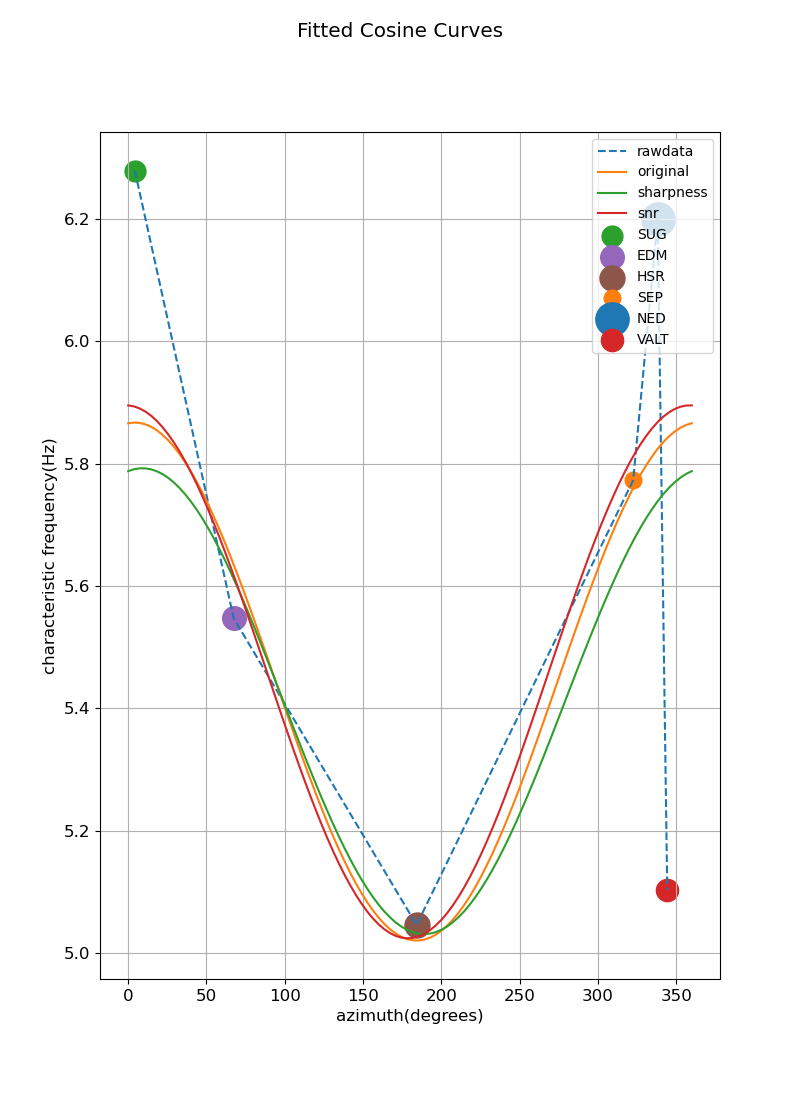 Fitted Cosine Curves
rawdata
original
sharpness
snr
SUG
EDM
HSR
SEP
NED
VALT
characteristic frequency(Hz)
6.2
6.0
5.8
5.6
5.4
5.2
5.0
0 50 100 150 200 250 300 350
azimuth(degrees)